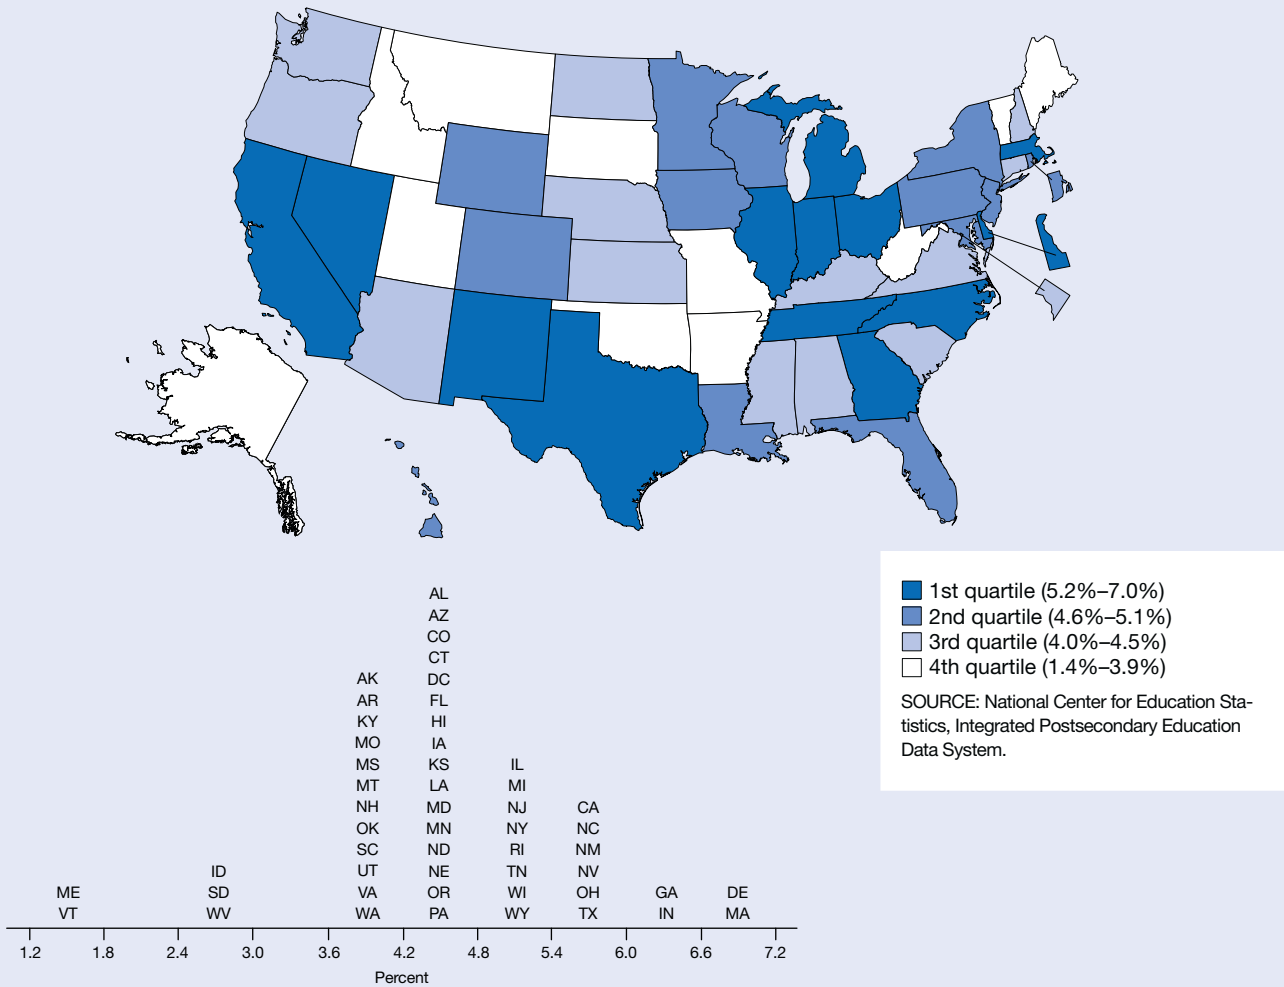 1st quartile (5.2%–7.0%)
2nd quartile (4.6%–5.1%)
3rd quartile (4.0%–4.5%)
4th quartile (1.4%–3.9%)
SOURCE: National Center for Education Sta-
tistics, Integrated Postsecondary Education
Data System.
AL
AZ
CO
CT
AK DC
AR FL
KY HI
MO IA
MS KS IL
MT LA MI
NH MD NJ CA
OK MN NY NC
SC ND RI NM
ID UT NE TN NV
ME SD VA OR WI OH GA DE
VT WV WA PA WY TX IN MA
1.2 1.8 2.4 3.0 3.6 4.2 4.8 5.4 6.0 6.6 7.2
Percent